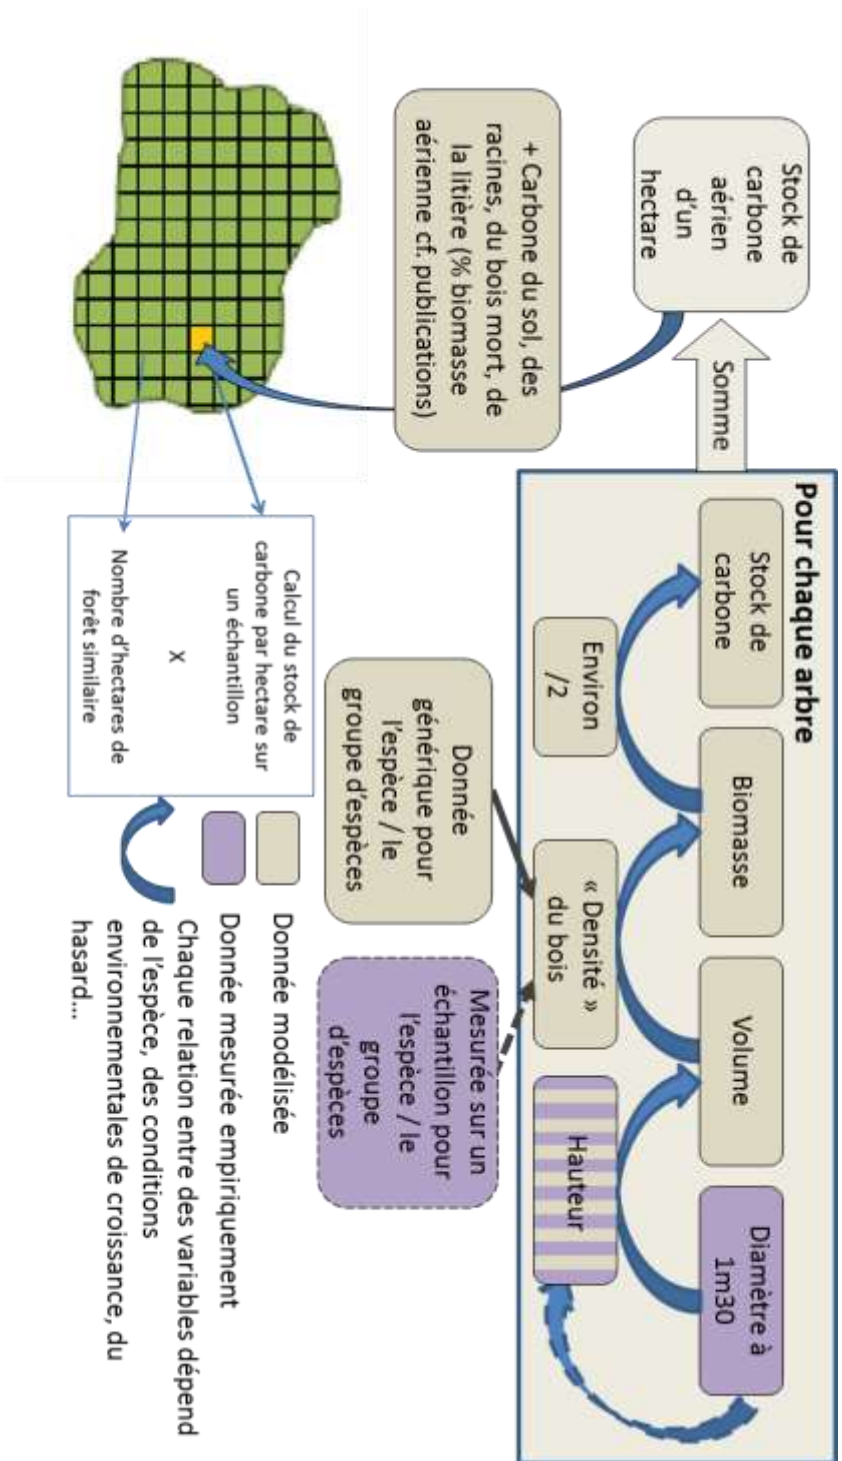 Pour chaque arbre
Stock de
carbone
aérien
d'un
hectare
Somme
Stock de
carbone
Biomasse
Volume
Diamètre à
1m30
Environ
/2
« Densité »
du bois
Hauteur
+ Carbone du sol, des
racines, du bois mort, de
la litière (% biomasse
aérienne cf. publications)
Donnée
générique pour
l'espèce / le
groupe d'espèces
Mesurée sur un
échantillon pour
l'espèce / le
groupe
d'espèces
Calcul du stock de
carbone par hectare sur
un échantillon
x
Nombre d'hectares de
forêt similaire
Donnée modélisée
Donnée mesurée empiriquement
Chaque relation entre des variables dépend
de l'espèce, des conditions
environnementales de croissance, du
hasard...